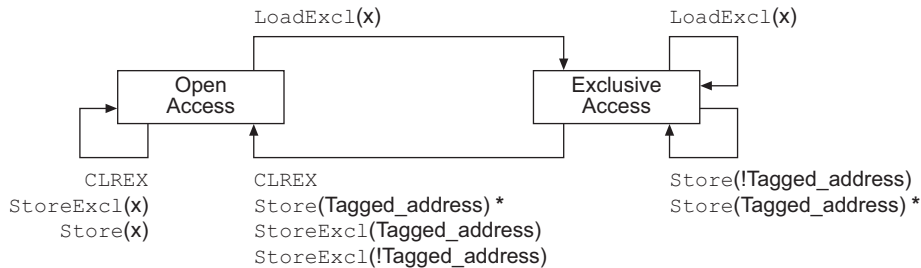 LoadExcl(x)
LoadExcl(x)
Open
Access
Exclusive
Access
CLREX
StoreExcl(x)
Store(x)
CLREX
Store(Tagged_address) *
StoreExcl(Tagged_address)
StoreExcl(!Tagged_address)
Store(!Tagged_address)
Store(Tagged_address) *